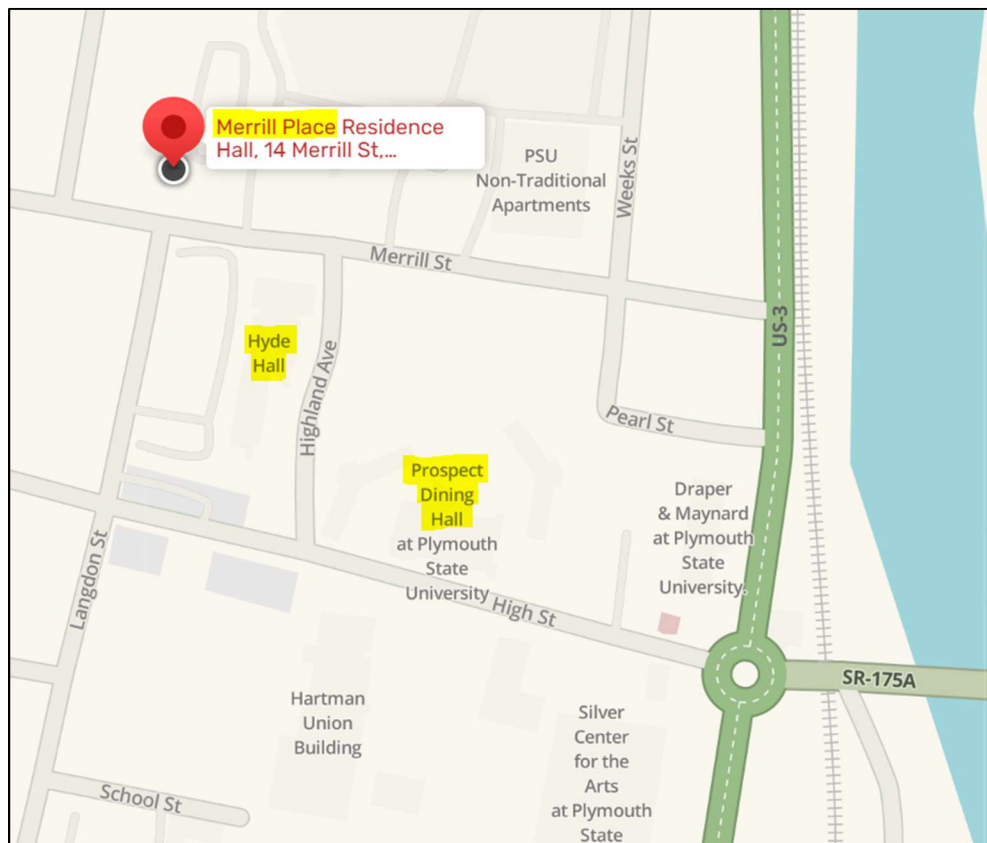 Merrill Place Residence
Hall, 14 Merrill St,...
PSU
Non-Traditional
Apartments
Weeks St
Merrill St
US-3
Hyde
Hall
Highland Ave
Pearl St
Prospect
Dining
Hall
at Plymouth
State
University
Draper
& Maynard
at Plymouth
State
University
Langdon St
High St
SR-175A
Hartman
Union
Building
Silver
Center
for the
Arts
at Plymouth
State
School St